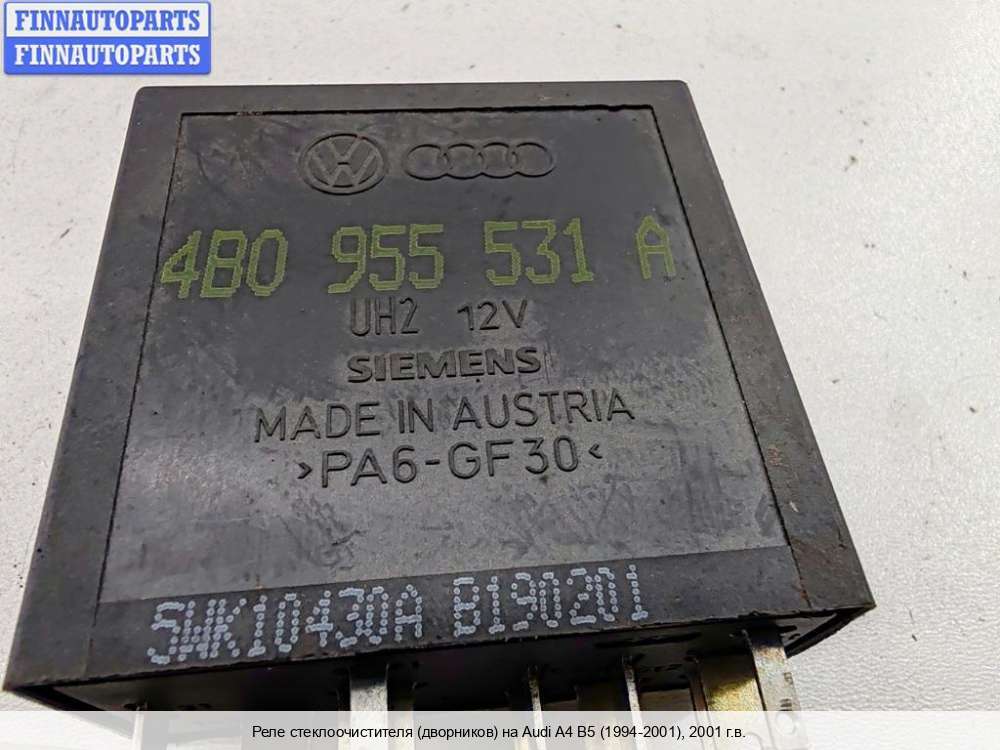 FINNAUTOPARTS
FINNAUTOPARTS
VW
4B0 955 531 A
UH2 12V
SIEMENS
MADE IN AUSTRIA
>PA6-GF30<
5WK10430A B190201
Реле стеклоочистителя (дворников) на Audi A4 B5 (1994-2001), 2001 г.в.